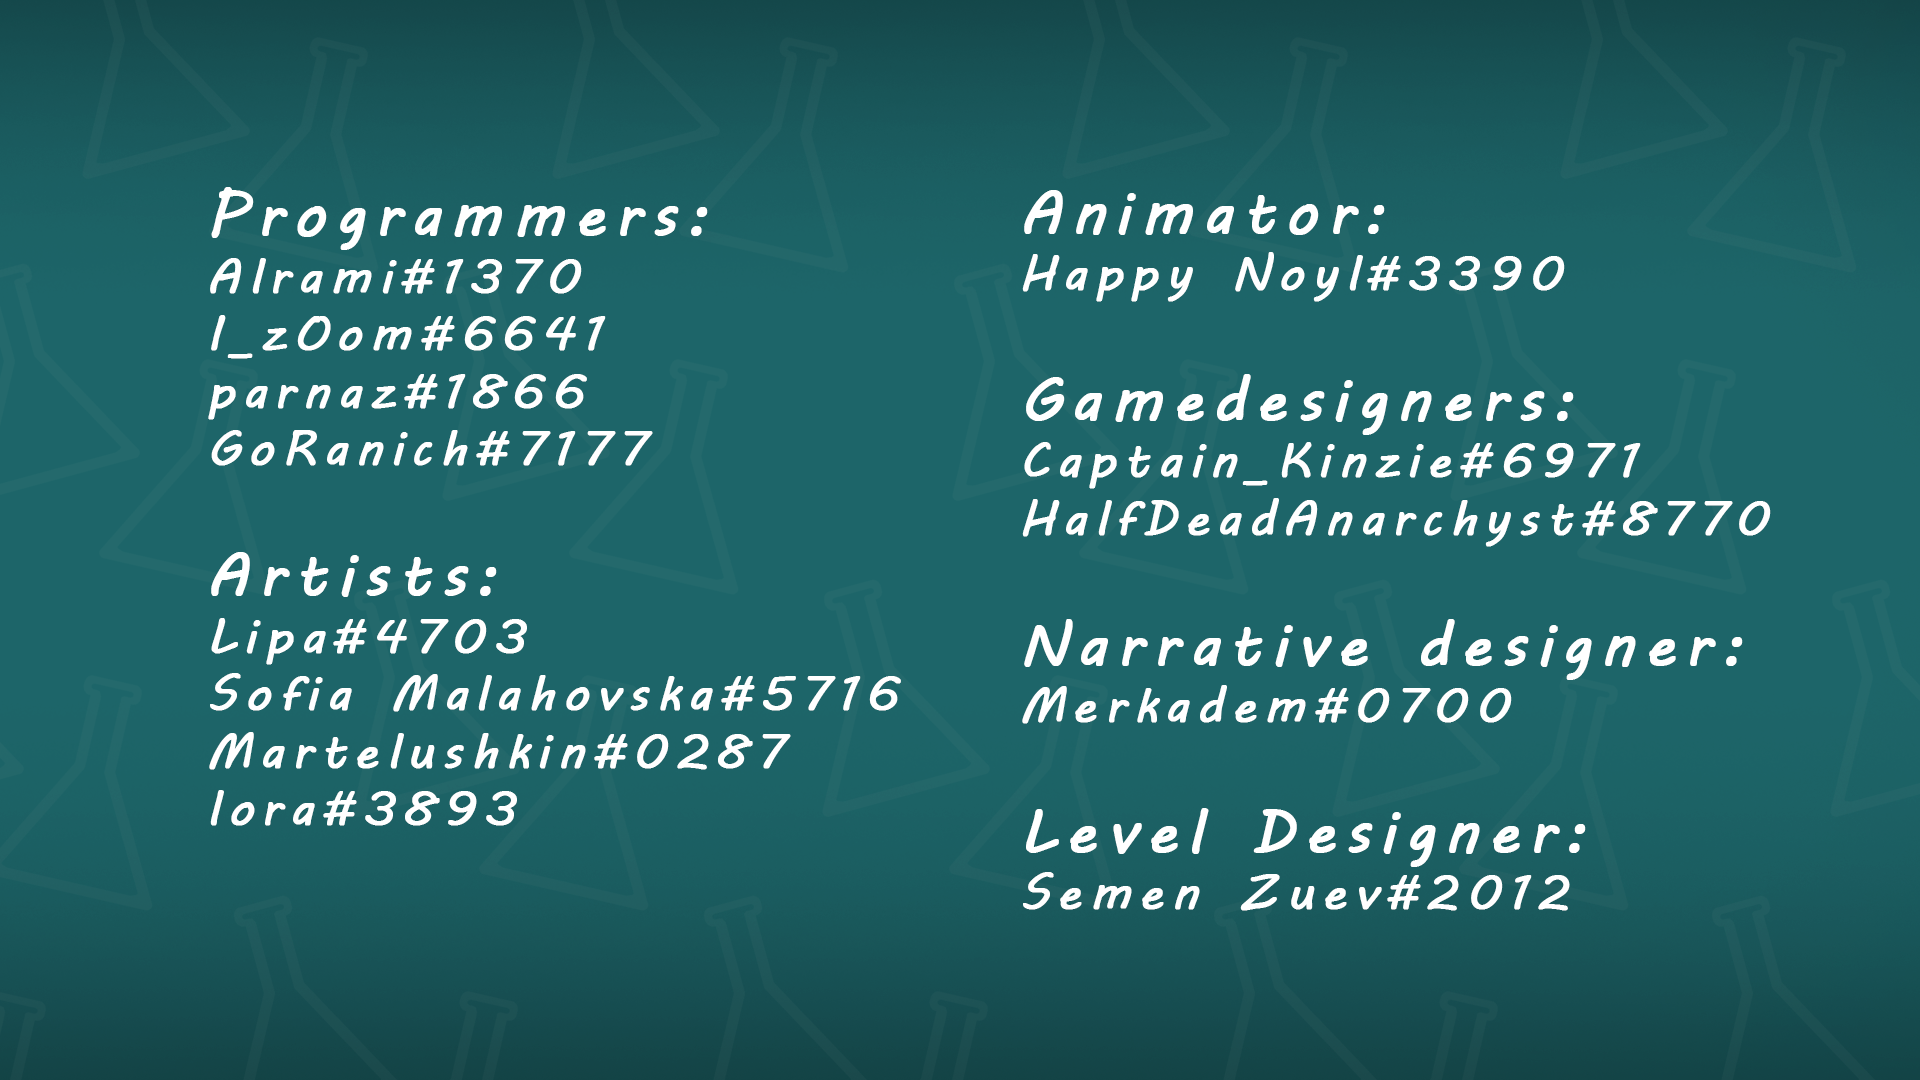 Programmers:
Alrami#1370
l_z0om#6641
parnaz#1866
GoRanich#7177
Artists:
Lipa#4703
Sofia Malahovska#5716
Martelushkin#0287
lora#3893
Animator:
Happy Noyl#3390
Gamedesigners:
Captain_Kinzie#6971
HalfDeadAnarchyst#8770
Narrative designer:
Merkadem#0700
Level Designer:
Semen Zuev#2012